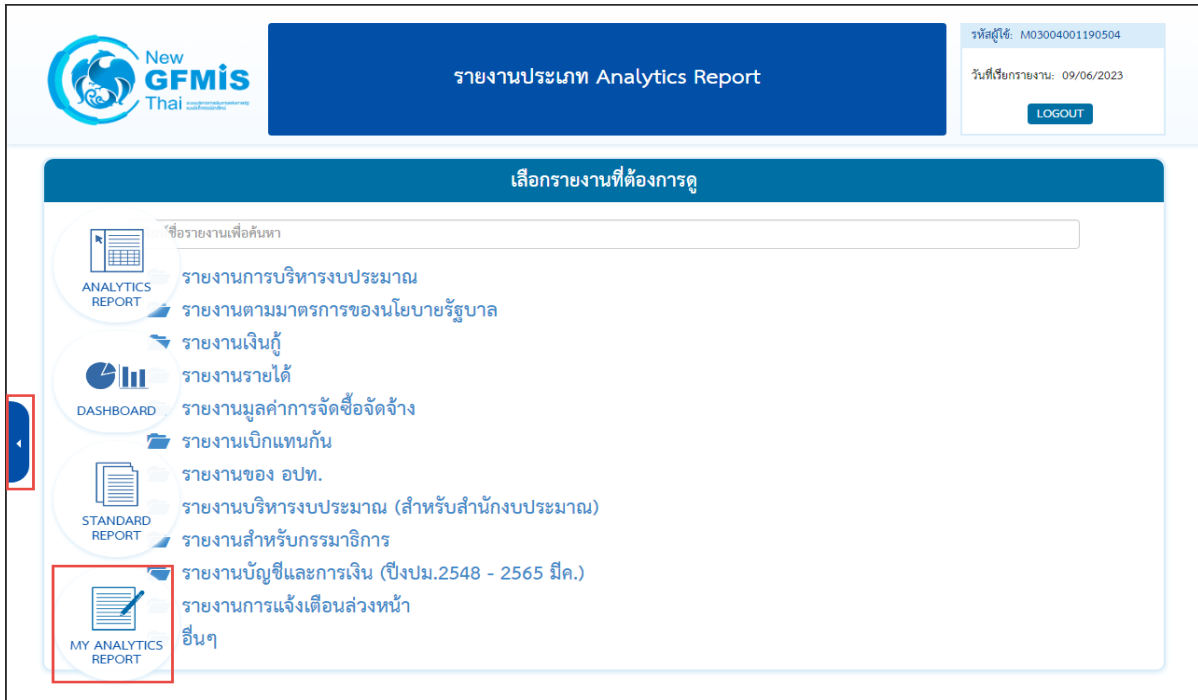 New
GFMIS
Thai
รายงานประเภท Analytics Report
รหัสผู้ใช้: M03004001190504
วันที่เรียกรายงาน: 09/06/2023
LOGOUT
เลือกรายงานที่ต้องการดู
ชื่อรายงานเพื่อค้นหา
ANALYTICS
REPORT
DASHBOARD
STANDARD
REPORT
MY ANALYTICS
REPORT
รายงานการบริหารงบประมาณ
รายงานตามมาตรการของนโยบายรัฐบาล
รายงานเงินกู้
รายงานรายได้
รายงานมูลค่าการจัดซื้อจัดจ้าง
รายงานเบิกแทนกัน
รายงานของ อปท.
รายงานบริหารงบประมาณ (สำหรับสำนักงบประมาณ)
รายงานสำหรับกรรมาธิการ
รายงานบัญชีและการเงิน (ปีงปม.2548 - 2565 มีค.)
รายงานการแจ้งเตือนล่วงหน้า
อื่นๆ